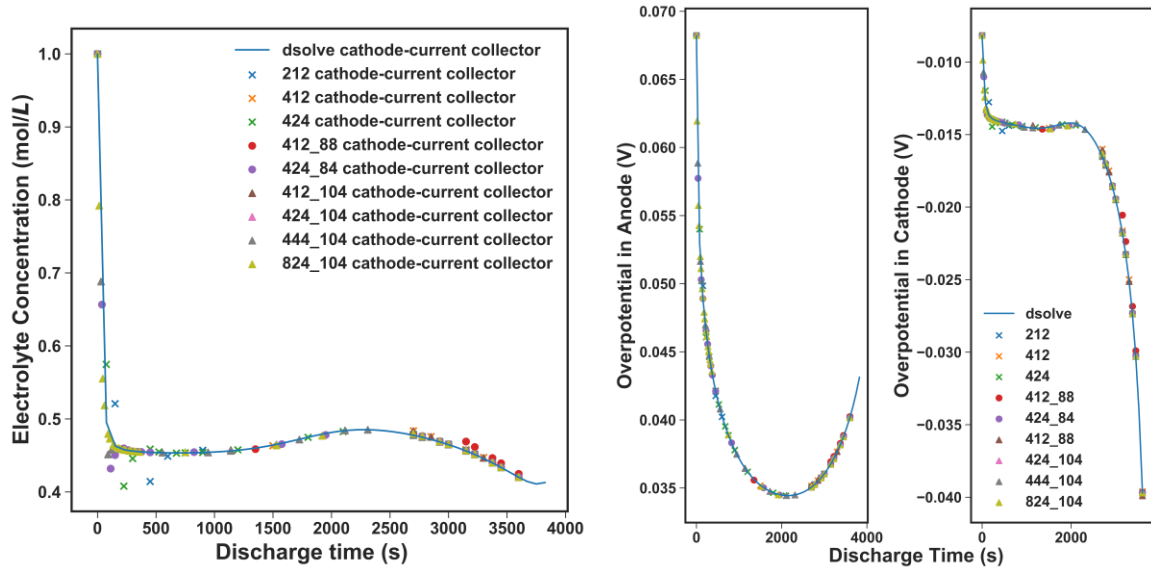 1.0
0.9
0.8
0.7
0.6
0.5
0.4
Electrolyte Concentration (mol/L)
dsolve cathode-current collector
212 cathode-current collector
412 cathode-current collector
424 cathode-current collector
412_88 cathode-current collector
424_84 cathode-current collector
412_104 cathode-current collector
424_104 cathode-current collector
444_104 cathode-current collector
824_104 cathode-current collector
0 500 1000 1500 2000 2500 3000 3500 4000
Discharge time (s)
0.070
0.065
0.060
0.055
0.050
0.045
0.040
0.035
Overpotential in Anode (V)
0 2000 4000
−0.010
−0.015
−0.020
−0.025
−0.030
−0.035
−0.040
Overpotential in Cathode (V)
dsolve
212
412
424
412_88
424_84
412_88
424_104
444_104
824_104
0 2000
Discharge Time (s)